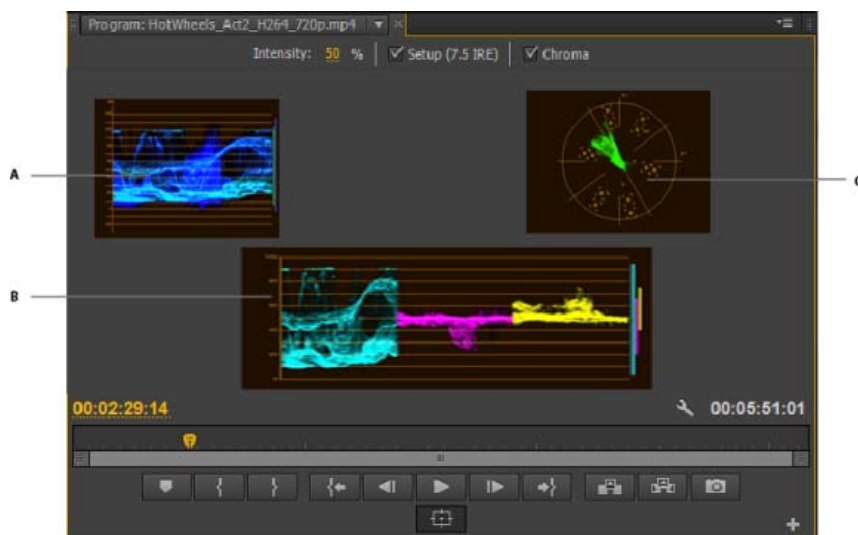 Program: HotWheels_Act2_H264_720p.mp4
Intensity: 50 % Setup (7.5 IRE) Chroma
A
C
B
00:02:29:14
00:05:51:01